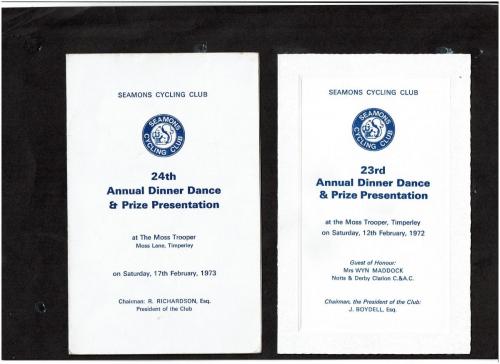 SEAMONS CYCLING CLUB
SEAMONS
CYCLING CLUB
24th
Annual Dinner Dance
& Prize Presentation
at The Moss Trooper
Moss Lane, Timperley
on Saturday, 17th February, 1973
Chairman: R. RICHARDSON, Esq.
President of the Club
SEAMONS CYCLING CLUB
SEAMONS
CYCLING CLUB
23rd
Annual Dinner Dance
& Prize Presentation
at the Moss Trooper, Timperley
on Saturday, 12th February, 1972
Guest of Honour:
Mrs WYN MADDOCK
Notts & Derby Clarion C.&A.C.
Chairman, the President of the Club:
J. BOYDELL, Esq.